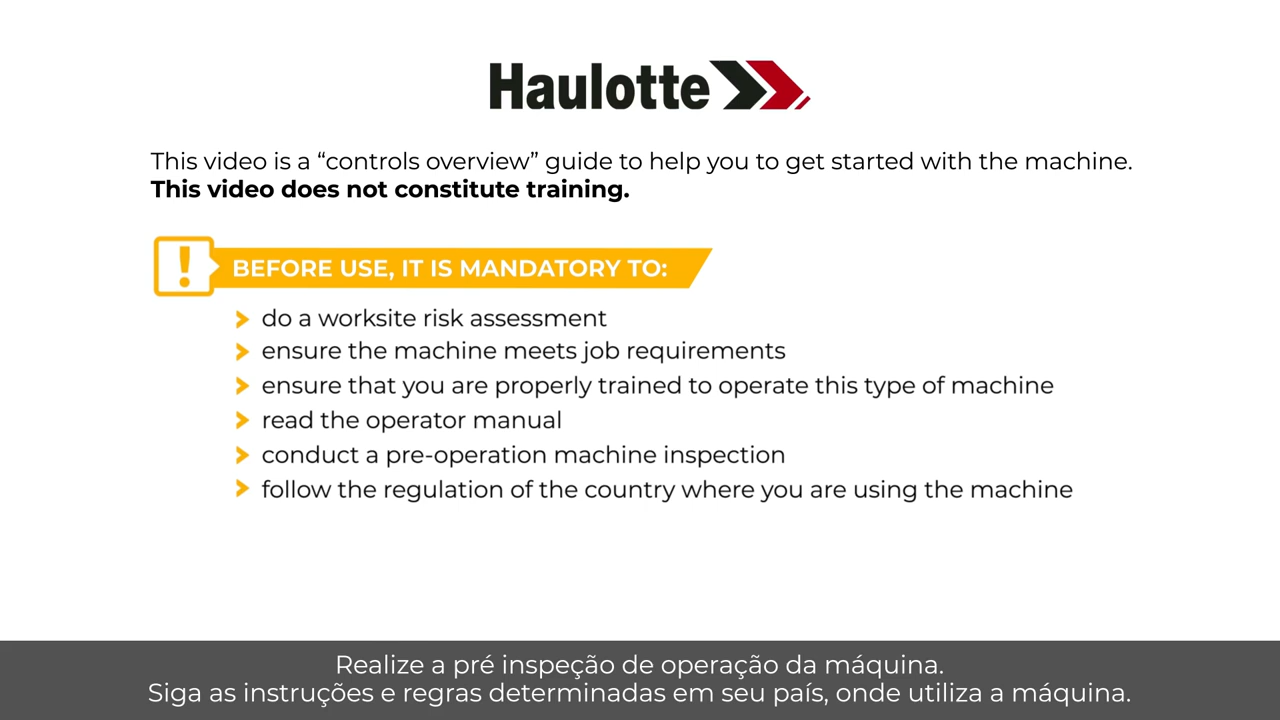 Haulotte
This video is a “controls overview” guide to help you to get started with the machine.
This video does not constitute training.
! BEFORE USE, IT IS MANDATORY TO:
do a worksite risk assessment
ensure the machine meets job requirements
ensure that you are properly trained to operate this type of machine
read the operator manual
conduct a pre-operation machine inspection
follow the regulation of the country where you are using the machine
Realize a pré inspeção de operação da máquina.
Siga as instruções e regras determinadas em seu país, onde utiliza a máquina.